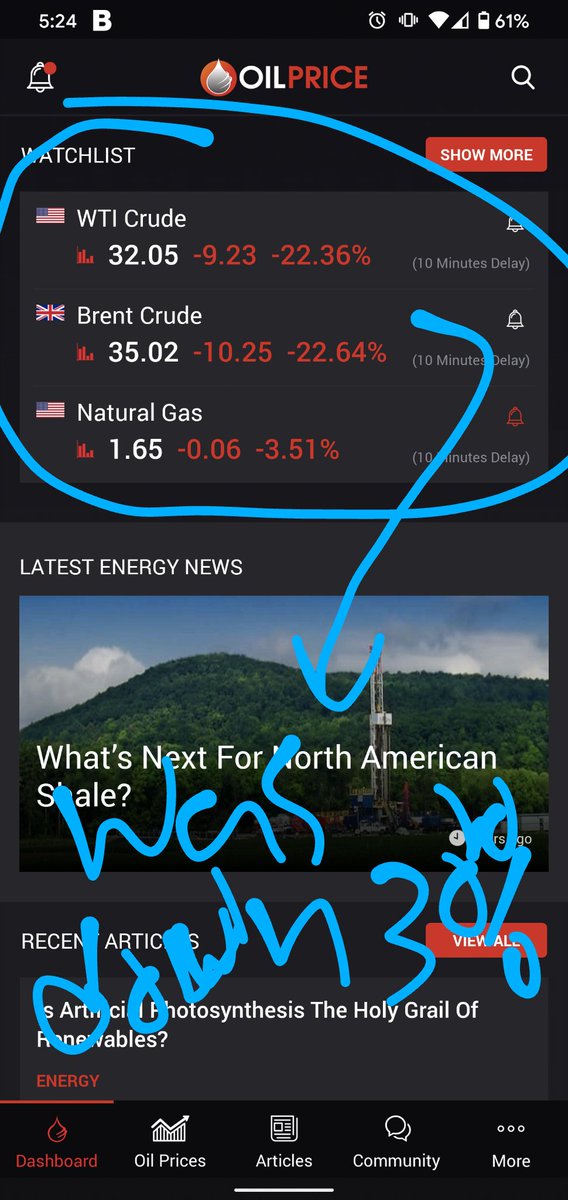 5:24 B 61%
OILPRICE
WATCHLIST SHOW MORE
WTI Crude
32.05 -9.23 -22.36% (10 Minutes Delay)
Brent Crude
35.02 -10.25 -22.64% (10 Minutes Delay)
Natural Gas
1.65 -0.06 -3.51% (10 Minutes Delay)
LATEST ENERGY NEWS
What's Next For North American
Shale?
ago
Was
down 30%
RECENT ARTICLES VIEW ALL
Is Artificial Photosynthesis The Holy Grail Of
Renewables?
ENERGY
Dashboard Oil Prices Articles Community More